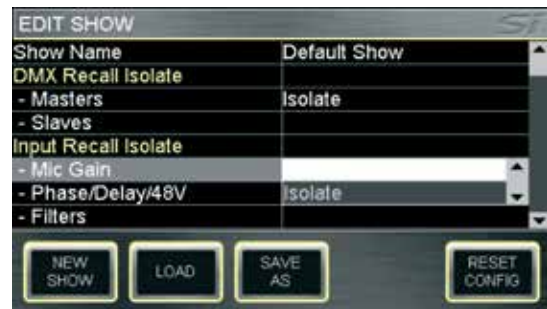 EDIT SHOW
Si
Show Name Default Show
DMX Recall Isolate
- Masters Isolate
- Slaves
Input Recall Isolate
- Mic Gain
- Phase/Delay/48V Isolate
- Filters
NEW SHOW
LOAD
SAVE AS
RESET CONFIG